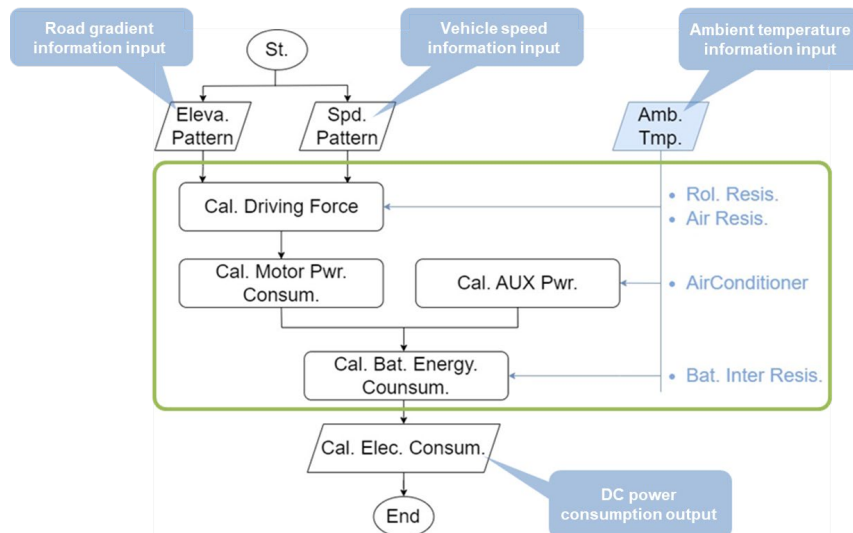 Road gradient
information input
St.
Vehicle speed
information input
Ambient temperature
information input
Eleva.
Pattern
Spd.
Pattern
Amb.
Tmp.
Cal. Driving Force
• Rol. Resis.
• Air Resis.
Cal. Motor Pwr.
Consum.
Cal. AUX Pwr.
• AirConditioner
Cal. Bat. Energy.
Counsum.
• Bat. Inter Resis.
Cal. Elec. Consum.
DC power
consumption output
End